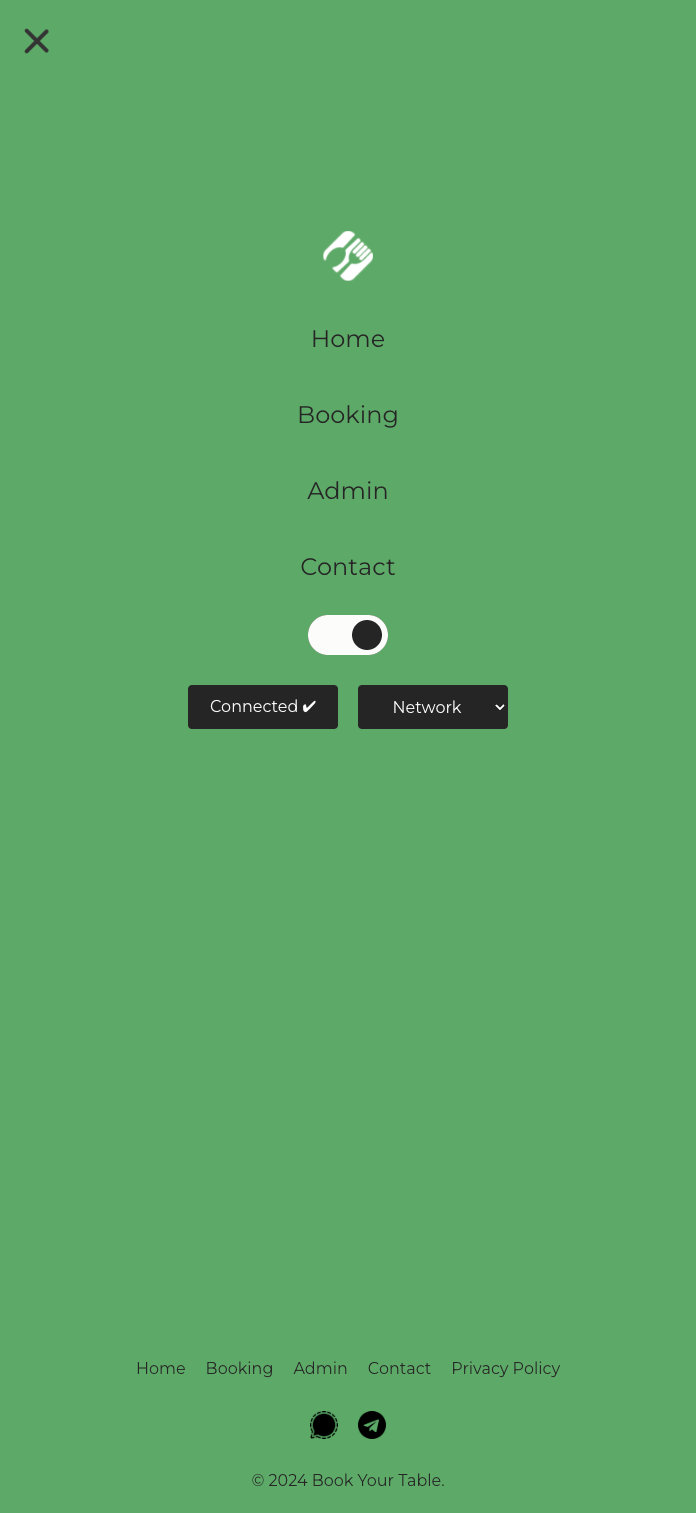 Home
Booking
Admin
Contact
Connected ✔ Network
Home Booking Admin Contact Privacy Policy
© 2024 Book Your Table.